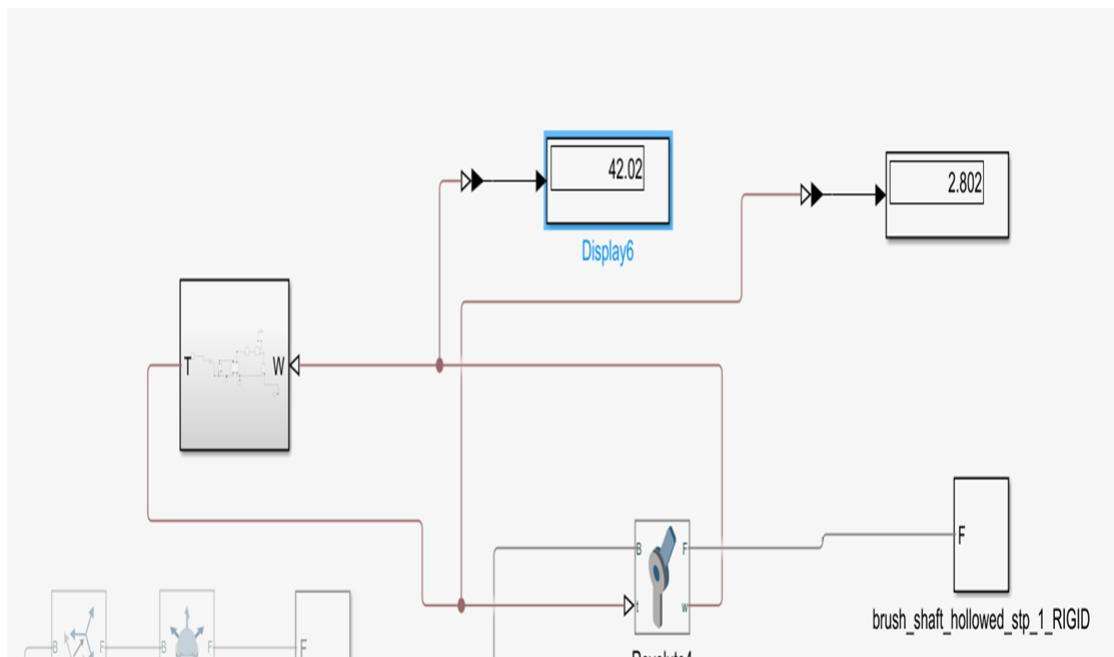 42.02
2.802
Display6
T
W
B
F
F
t
w
brush_shaft_hollowed_stp_1_RIGID
B
F
B
F
F